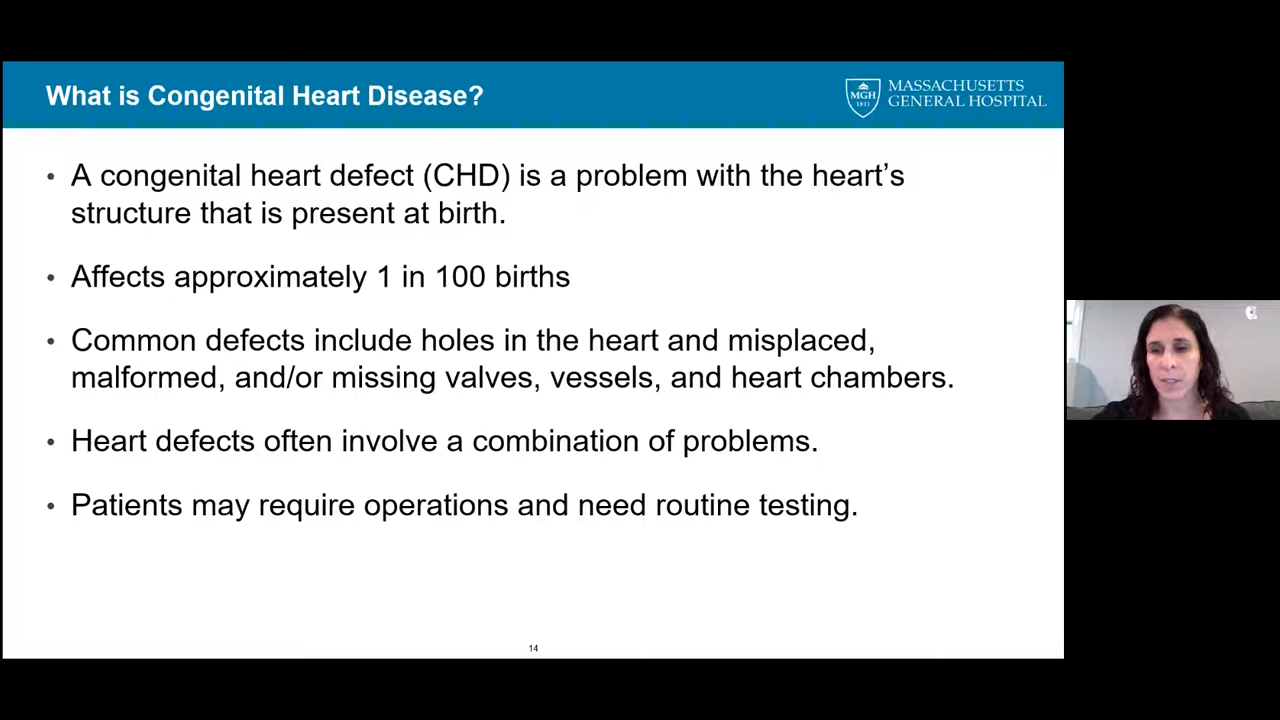 What is Congenital Heart Disease?
MGH
1811
MASSACHUSETTS
GENERAL HOSPITAL
• A congenital heart defect (CHD) is a problem with the heart’s
structure that is present at birth.
• Affects approximately 1 in 100 births
• Common defects include holes in the heart and misplaced,
malformed, and/or missing valves, vessels, and heart chambers.
• Heart defects often involve a combination of problems.
• Patients may require operations and need routine testing.
14